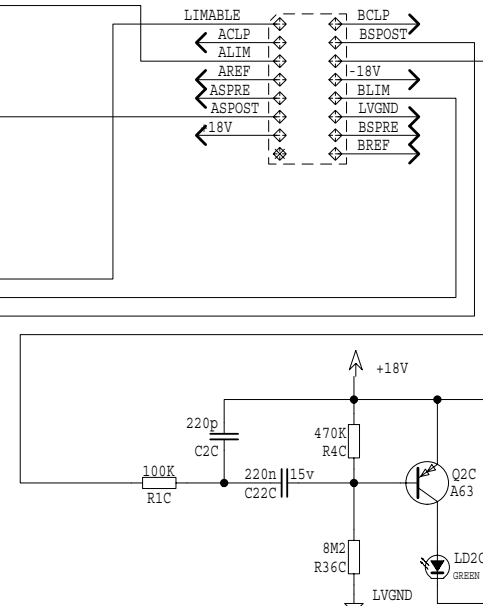 LIMABLE
BCLP
ACLP
BSPOST
ALIM
AREF
-18V
ASPRE
BLIM
ASPOST
LVGND
+18V
BSPRE
BREF
+18V
220p
C2C
470K
R4C
100K
R1C
220n
15v
C22C
Q2C
A63
8M2
R36C
LD2C
GREEN
LVGND